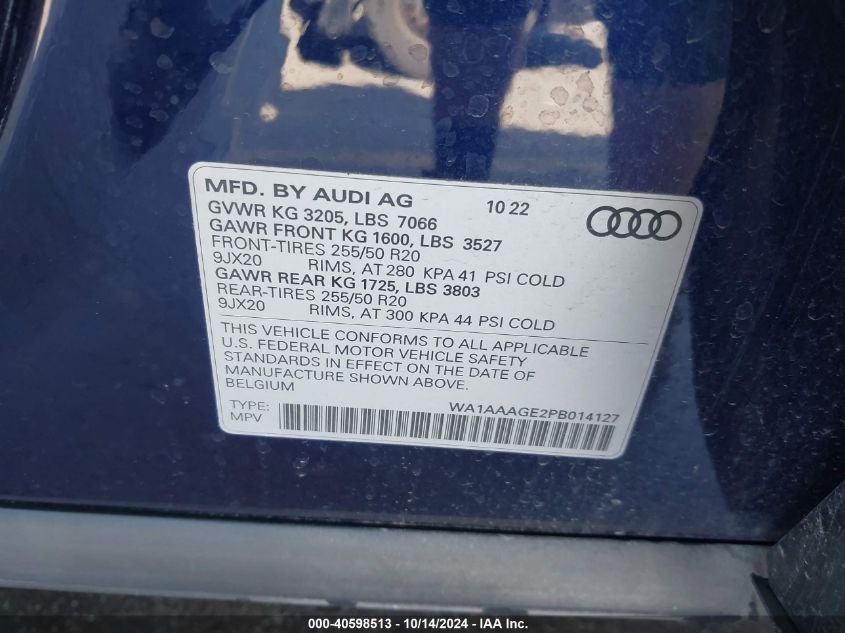 MFD. BY AUDI AG 10 22
GVWR KG 3205, LBS 7066
GAWR FRONT KG 1600, LBS 3527
FRONT-TIRES 255/50 R20
9JX20 RIMS, AT 280 KPA 41 PSI COLD
GAWR REAR KG 1725, LBS 3803
REAR-TIRES 255/50 R20
9JX20 RIMS, AT 300 KPA 44 PSI COLD
THIS VEHICLE CONFORMS TO ALL APPLICABLE
U.S. FEDERAL MOTOR VEHICLE SAFETY
STANDARDS IN EFFECT ON THE DATE OF
MANUFACTURE SHOWN ABOVE.
BELGIUM
WA1AAAGE2PB014127
TYPE:
MPV
000-40598513 - 10/14/2024 - IAA Inc.